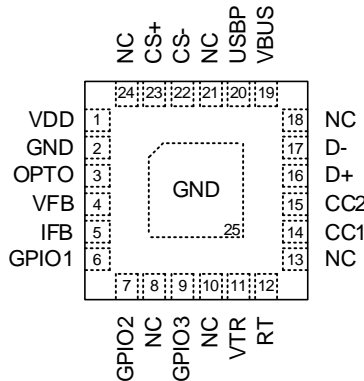 NC CS+ CS- NC USBP VBUS
24 23 22 21 20 19
VDD 1 18 NC
GND 2 17 D-
OPTO 3 16 D+
VFB 4 15 CC2
IFB 5 14 CC1
GPIO1 6 13 NC
GND
25
7 8 9 10 11 12
GPIO2 NC GPIO3 NC VTR RT